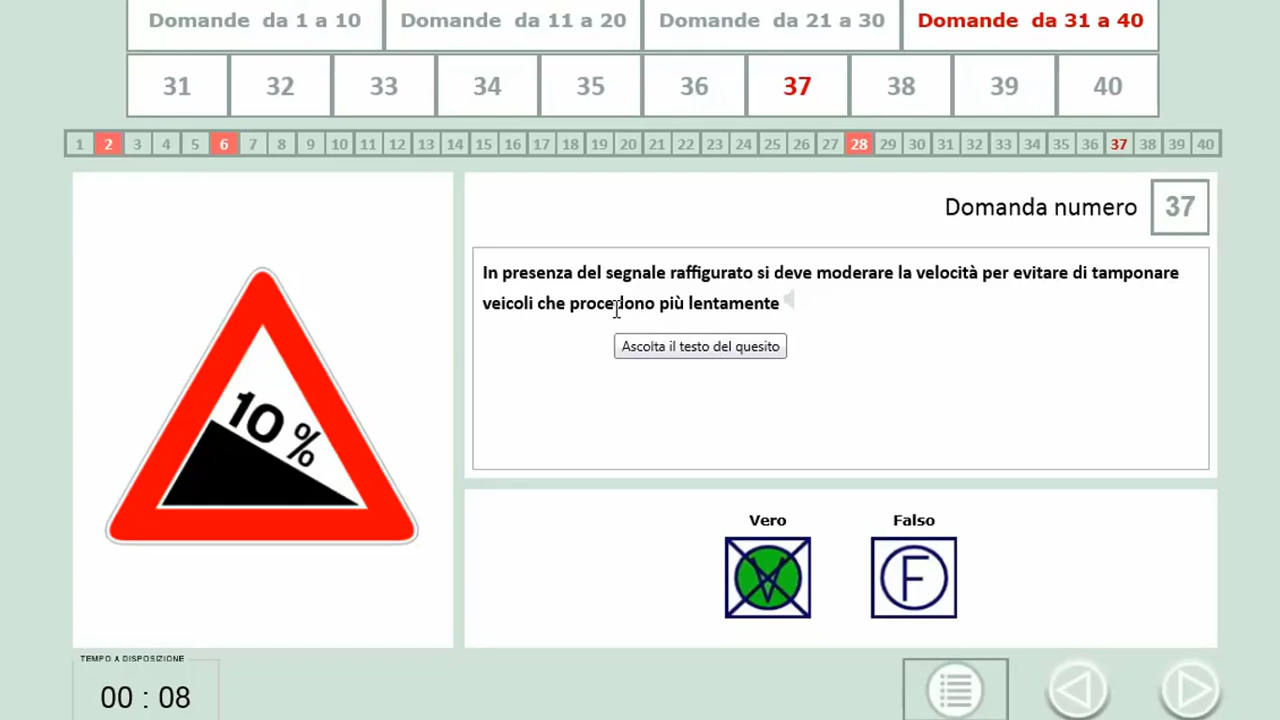 Domande da 1 a 10 Domande da 11 a 20 Domande da 21 a 30 Domande da 31 a 40
31 32 33 34 35 36 37 38 39 40
1 2 3 4 5 6 7 8 9 10 11 12 13 14 15 16 17 18 19 20 21 22 23 24 25 26 27 28 29 30 31 32 33 34 35 36 37 38 39 40
Domanda numero 37
In presenza del segnale raffigurato si deve moderare la velocità per evitare di tamponare
veicoli che procedono più lentamente
Ascolta il testo del quesito
10 %
Vero Falso
V F
TEMPO A DISPOSIZIONE
00 : 08